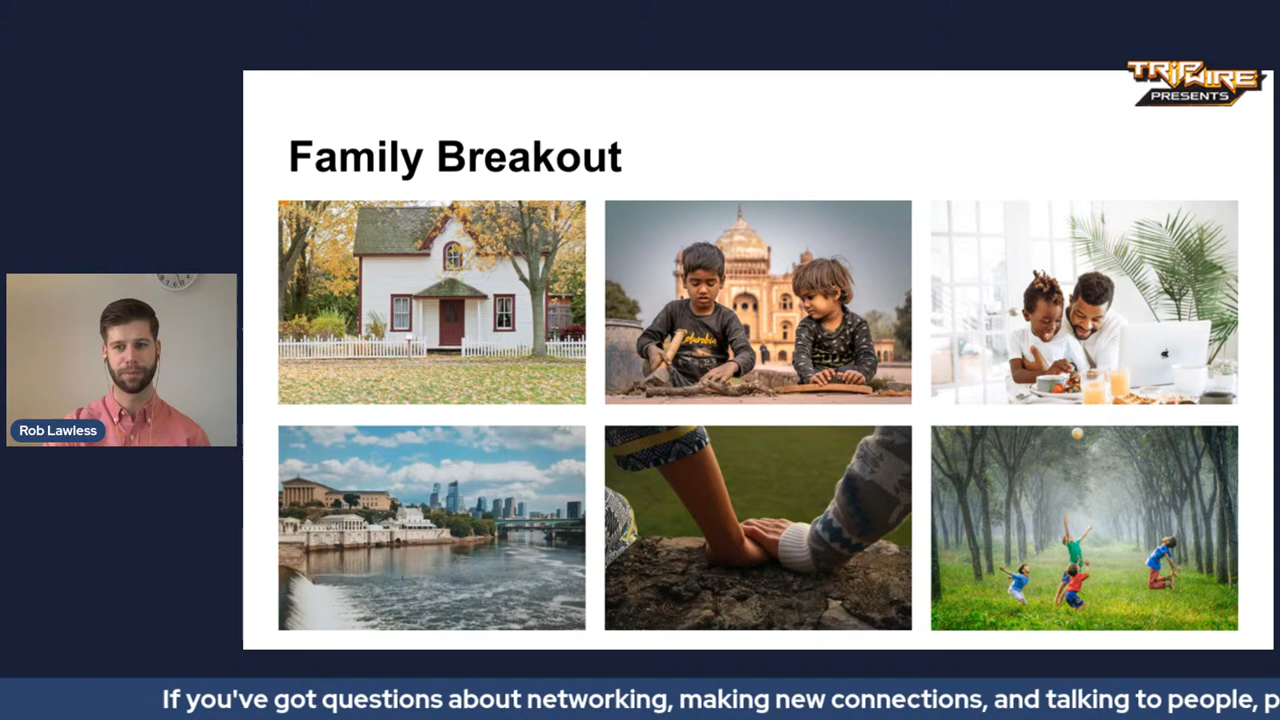 TRIPWIRE
PRESENTS
Family Breakout
Columbia
Rob Lawless
If you've got questions about networking, making new connections, and talking to people, p